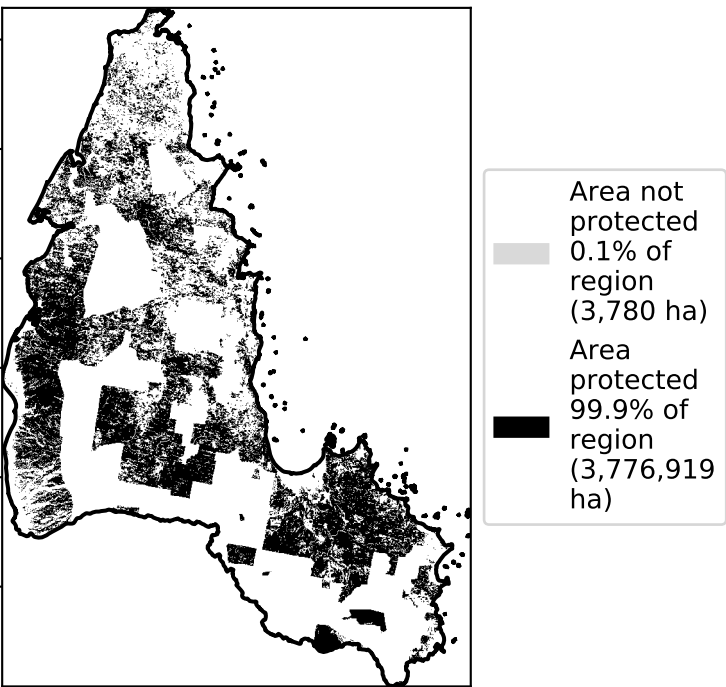 Area not
protected
0.1% of
region
(3,780 ha)
Area
protected
99.9% of
region
(3,776,919
ha)